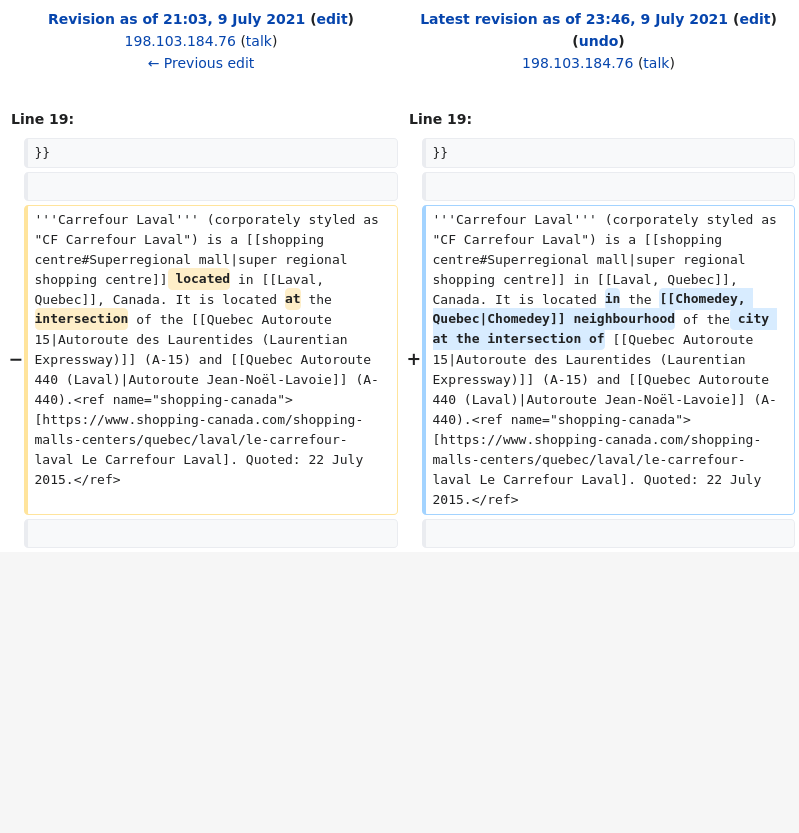 Revision as of 21:03, 9 July 2021 (edit)
198.103.184.76 (talk)
← Previous edit
Latest revision as of 23:46, 9 July 2021 (edit)
(undo)
198.103.184.76 (talk)
Line 19:
Line 19:
}}
}}
−
'''Carrefour Laval''' (corporately styled as
"CF Carrefour Laval") is a [[shopping
centre#Superregional mall|super regional
shopping centre]] located in [[Laval,
Quebec]], Canada. It is located at the
intersection of the [[Quebec Autoroute
15|Autoroute des Laurentides (Laurentian
Expressway)]] (A-15) and [[Quebec Autoroute
440 (Laval)|Autoroute Jean-Noël-Lavoie]] (A-
440).<ref name="shopping-canada">
[https://www.shopping-canada.com/shopping-
malls-centers/quebec/laval/le-carrefour-
laval Le Carrefour Laval]. Quoted: 22 July
2015.</ref>
+
'''Carrefour Laval''' (corporately styled as
"CF Carrefour Laval") is a [[shopping
centre#Superregional mall|super regional
shopping centre]] in [[Laval, Quebec]],
Canada. It is located in the [[Chomedey,
Quebec|Chomedey]] neighbourhood of the city
at the intersection of [[Quebec Autoroute
15|Autoroute des Laurentides (Laurentian
Expressway)]] (A-15) and [[Quebec Autoroute
440 (Laval)|Autoroute Jean-Noël-Lavoie]] (A-
440).<ref name="shopping-canada">
[https://www.shopping-canada.com/shopping-
malls-centers/quebec/laval/le-carrefour-
laval Le Carrefour Laval]. Quoted: 22 July
2015.</ref>